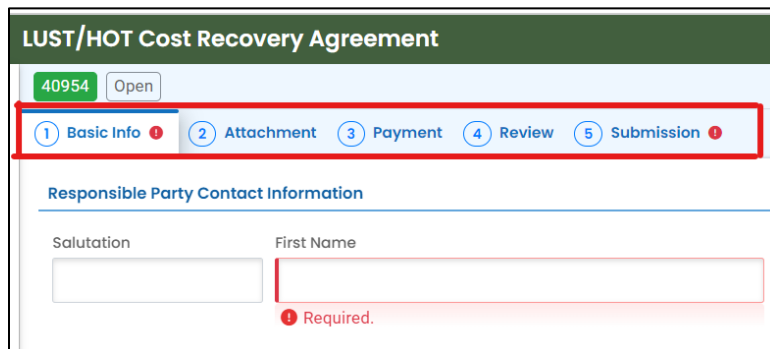 LUST/HOT Cost Recovery Agreement
40954 Open
1 Basic Info ! 2 Attachment 3 Payment 4 Review 5 Submission !
Responsible Party Contact Information
Salutation First Name
! Required.